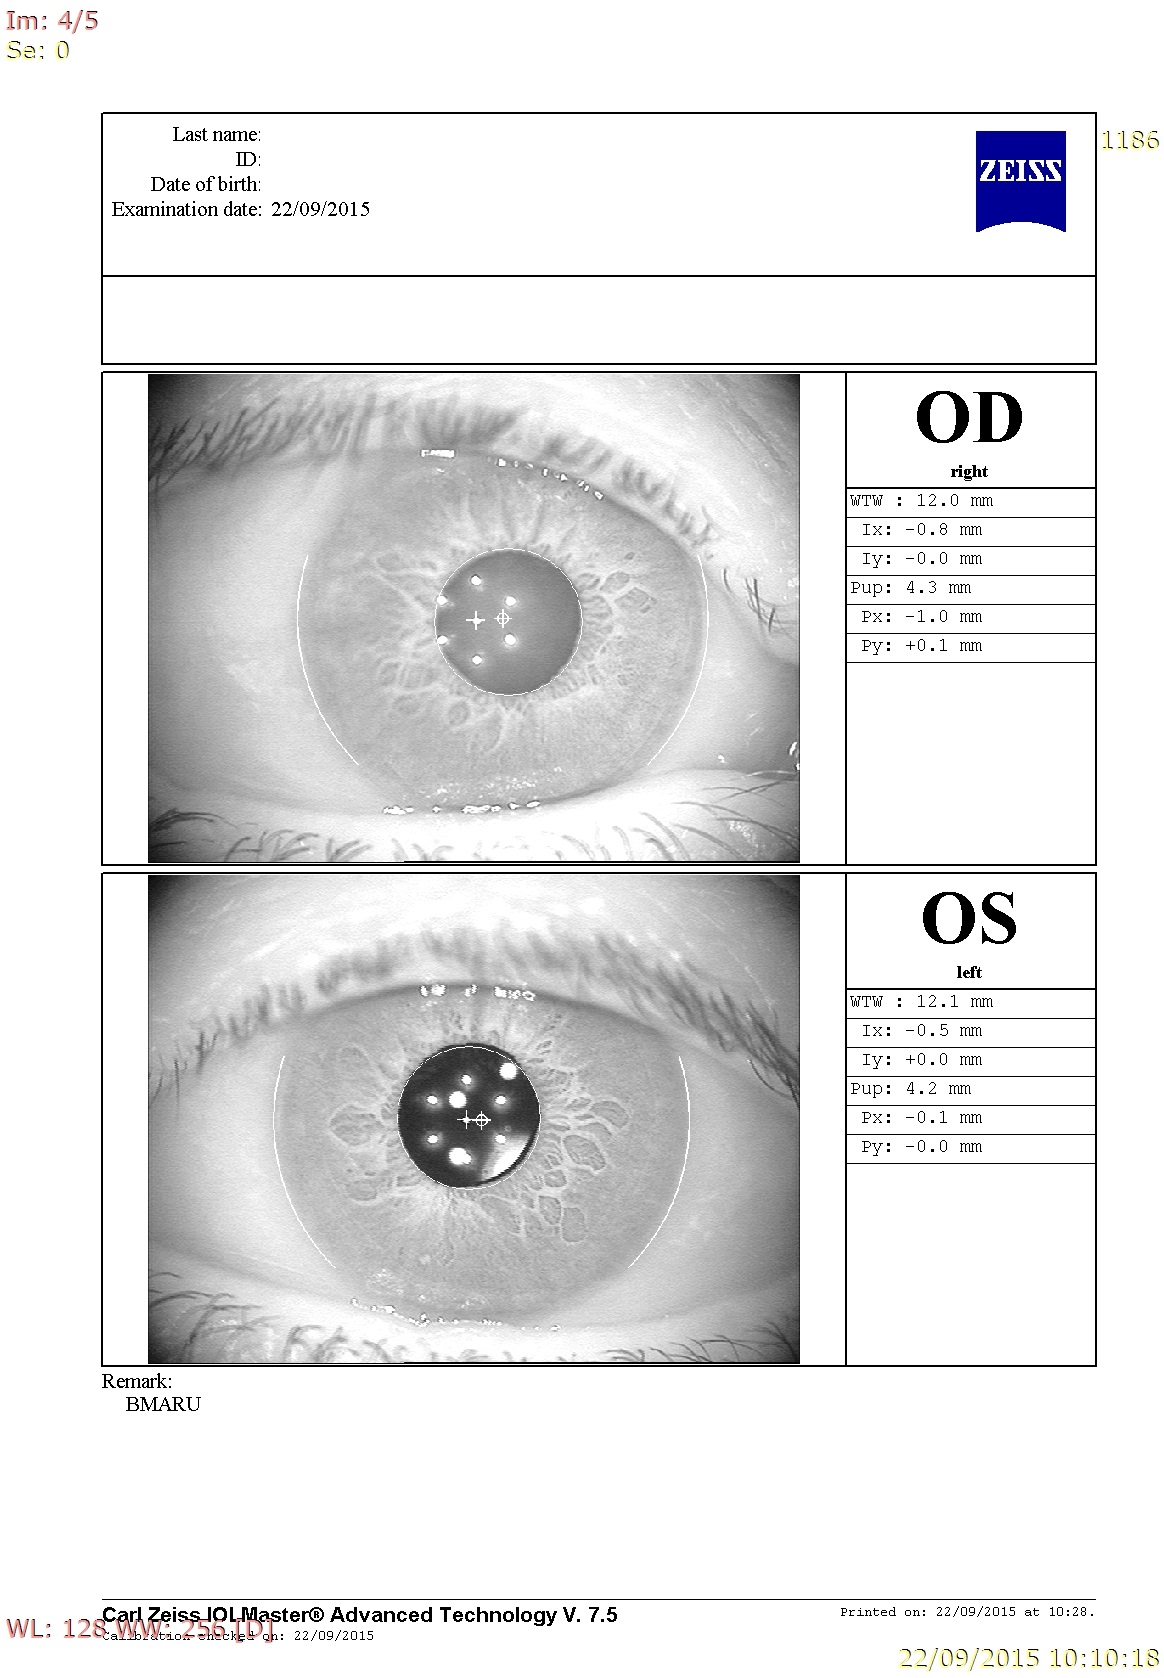 Im: 4/5
Se: 0
1186
Last name:
ID:
Date of birth:
Examination date: 22/09/2015
ZEISS
OD
right
WTW : 12.0 mm
Ix: -0.8 mm
Iy: -0.0 mm
Pup: 4.3 mm
Px: -1.0 mm
Py: +0.1 mm
OS
left
WTW : 12.1 mm
Ix: -0.5 mm
Iy: +0.0 mm
Pup: 4.2 mm
Px: -0.1 mm
Py: -0.0 mm
Remark:
BMARU
Carl Zeiss IOLMaster® Advanced Technology V. 7.5
Printed on: 22/09/2015 at 10:28.
WL: 128 WW: 256 [D]
Calibration checked on: 22/09/2015
22/09/2015 10:10:18